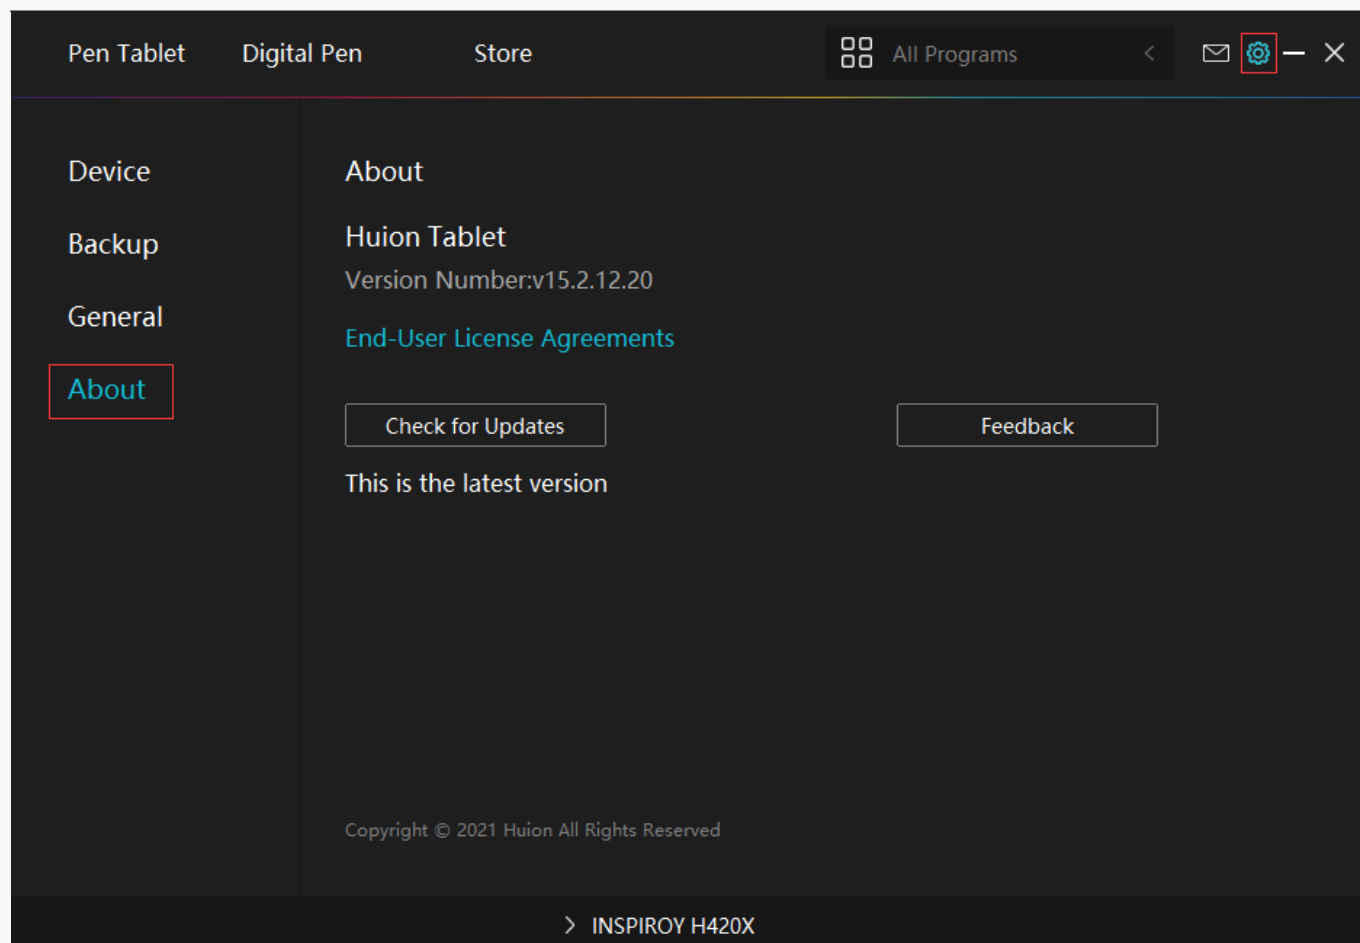 Pen Tablet Digital Pen Store All Programs
Device
Backup
General
About
About
Huion Tablet
Version Number:v15.2.12.20
End-User License Agreements
Check for Updates Feedback
This is the latest version
Copyright © 2021 Huion All Rights Reserved
INSPIROY H420X